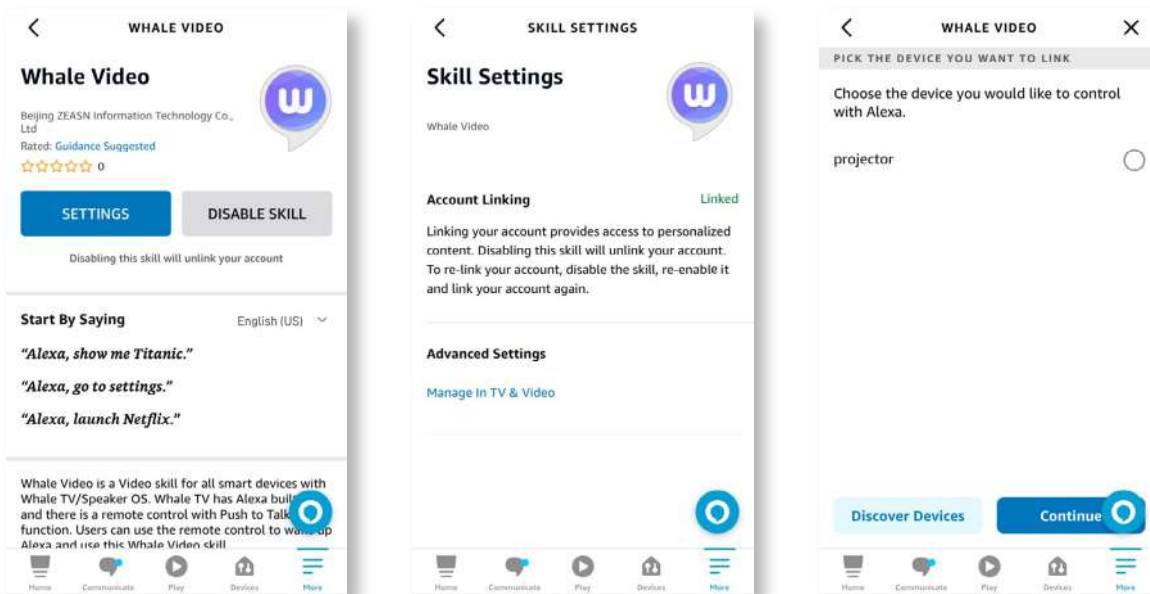 WHALE VIDEO
Whale Video
Beijing ZEASN Information Technology Co.,
Ltd
Rated: Guidance Suggested
0
SETTINGS
DISABLE SKILL
Disabling this skill will unlink your account
Start By Saying
English (US)
“Alexa, show me Titanic.”
“Alexa, go to settings.”
“Alexa, launch Netflix.”
Whale Video is a Video skill for all smart devices with
Whale TV/Speaker OS. Whale TV has Alexa
and there is a remote control with Push to Talk
function. Users can use the remote control to up
Alexa and use this Whale Video skill
Home
Communicate
Play
Devices
More
SKILL SETTINGS
Skill Settings
Whale Video
Account Linking
Linked
Linking your account provides access to personalized
content. Disabling this skill will unlink your account.
To re-link your account, disable the skill, re-enable it
and link your account again.
Advanced Settings
Manage In TV & Video
Home
Communicate
Play
Devices
More
WHALE VIDEO
PICK THE DEVICE YOU WANT TO LINK
Choose the device you would like to control
with Alexa.
projector
Discover Devices
Continue
Home
Communicate
Play
Devices
More